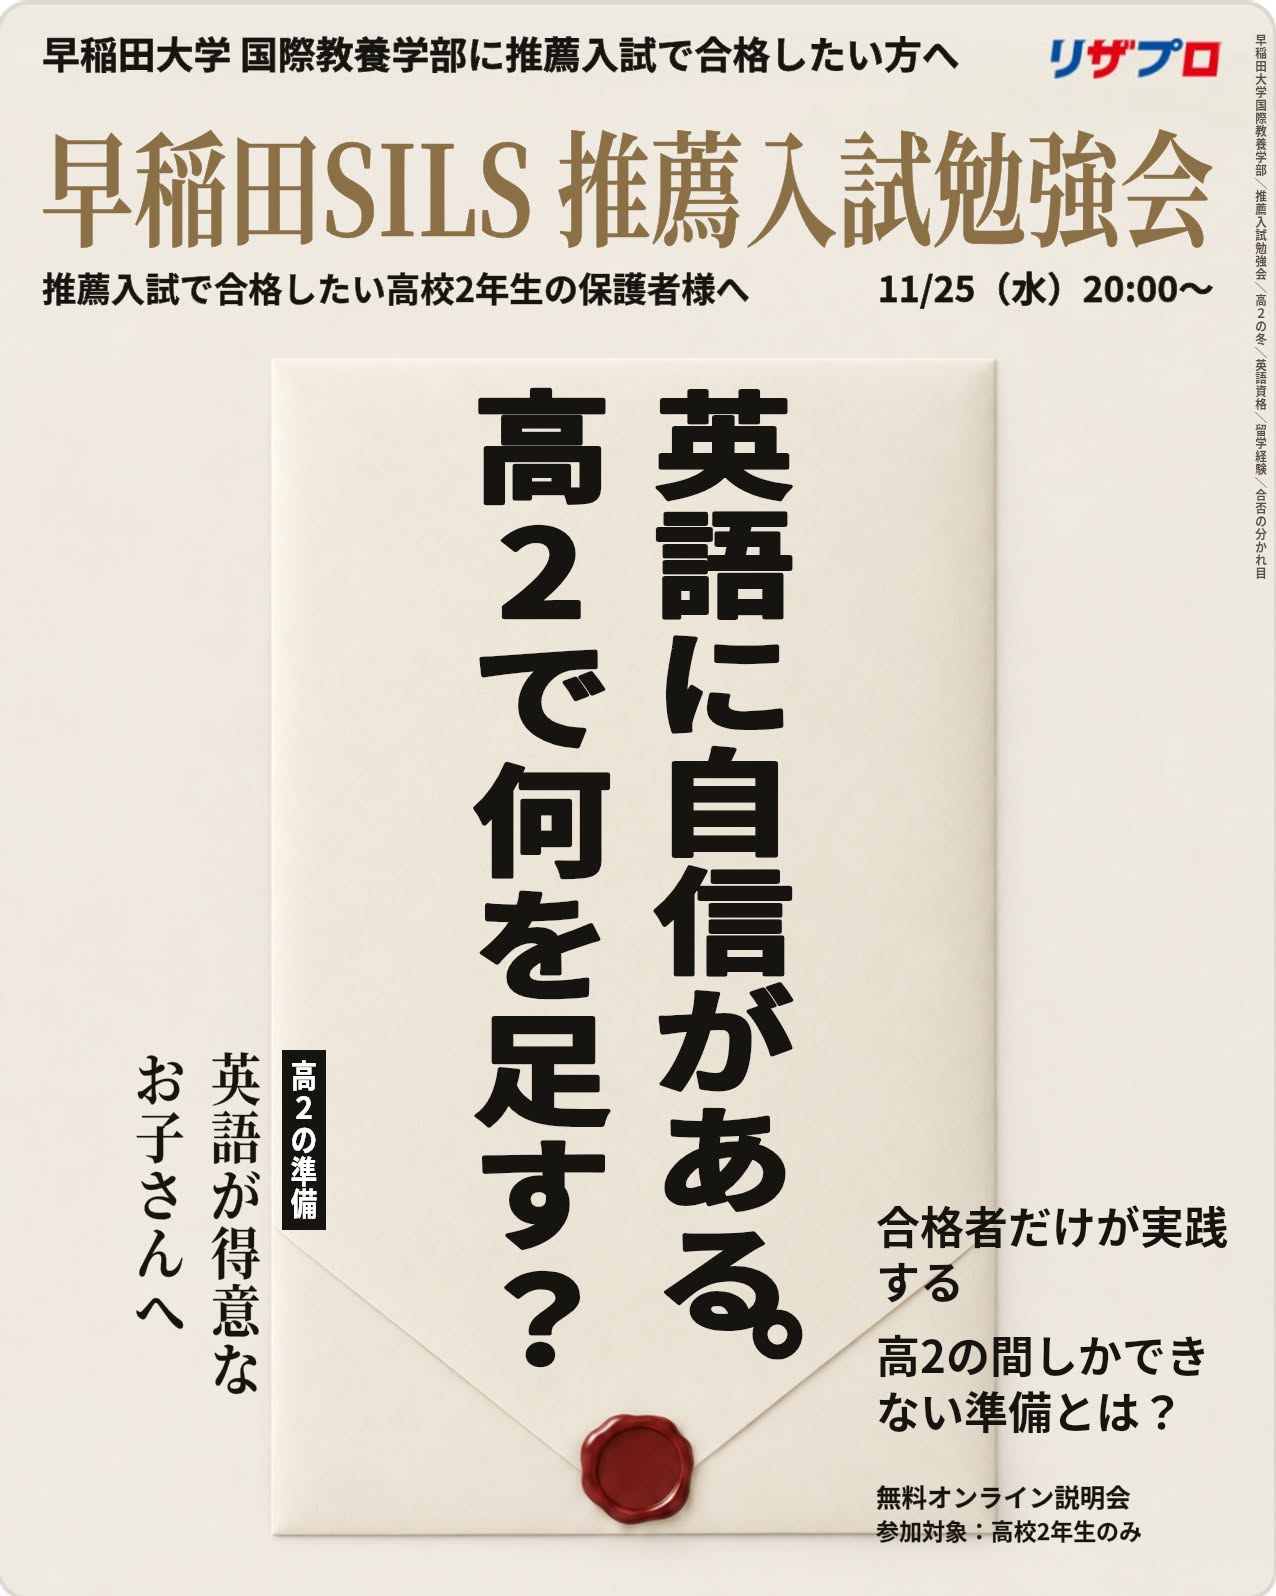 早稲田大学 国際教養学部に推薦入試で合格したい方へ
リザプロ
早稲田SILS 推薦入試勉強会
推薦入試で合格したい高校2年生の保護者様へ
11/25（水）20:00〜
早稲田大学国際教養学部／推薦入試勉強会／高2の冬／英語資格／留学経験／合否の分かれ目
英語に自信がある。
高2で何を足す？
高2の準備
英語が得意な
お子さんへ
合格者だけが実践
する
高2の間しかでき
ない準備とは？
無料オンライン説明会
参加対象：高校2年生のみ